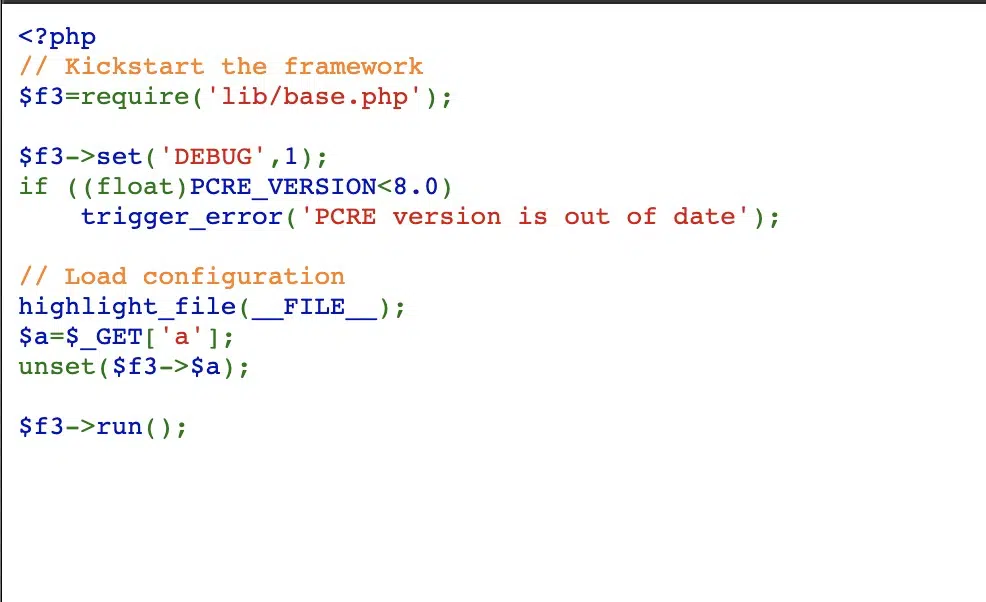 <?php
// Kickstart the framework
$f3=require('lib/base.php');
$f3->set('DEBUG',1);
if ((float)PCRE_VERSION<8.0)
    trigger_error('PCRE version is out of date');
// Load configuration
highlight_file(__FILE__);
$a=$_GET['a'];
unset($f3->$a);
$f3->run();